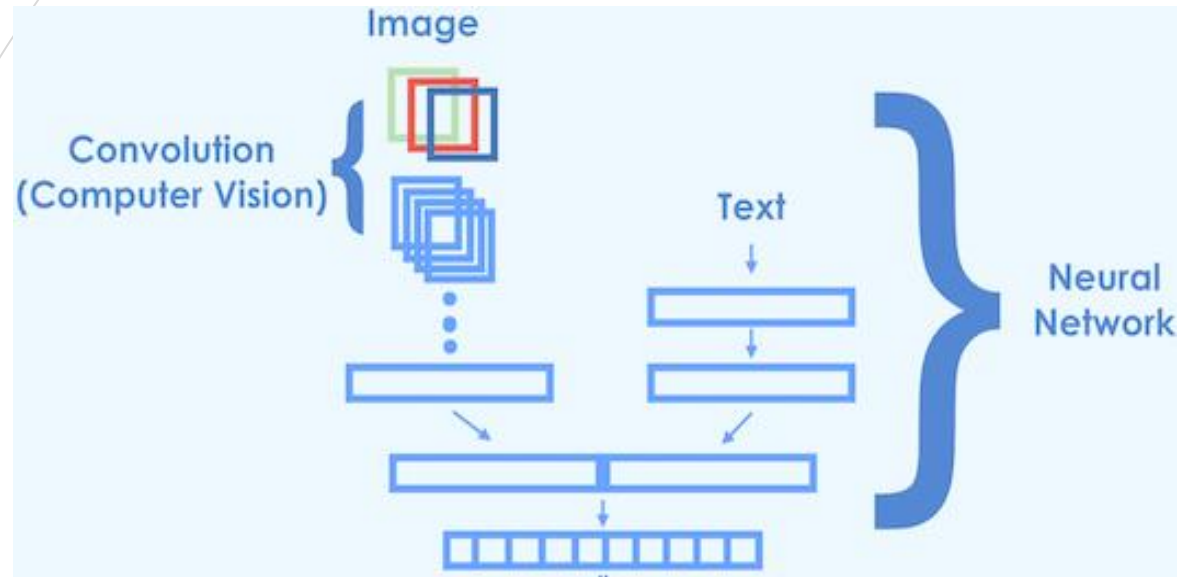 Image
Convolution
(Computer Vision)
Text
Neural
Network